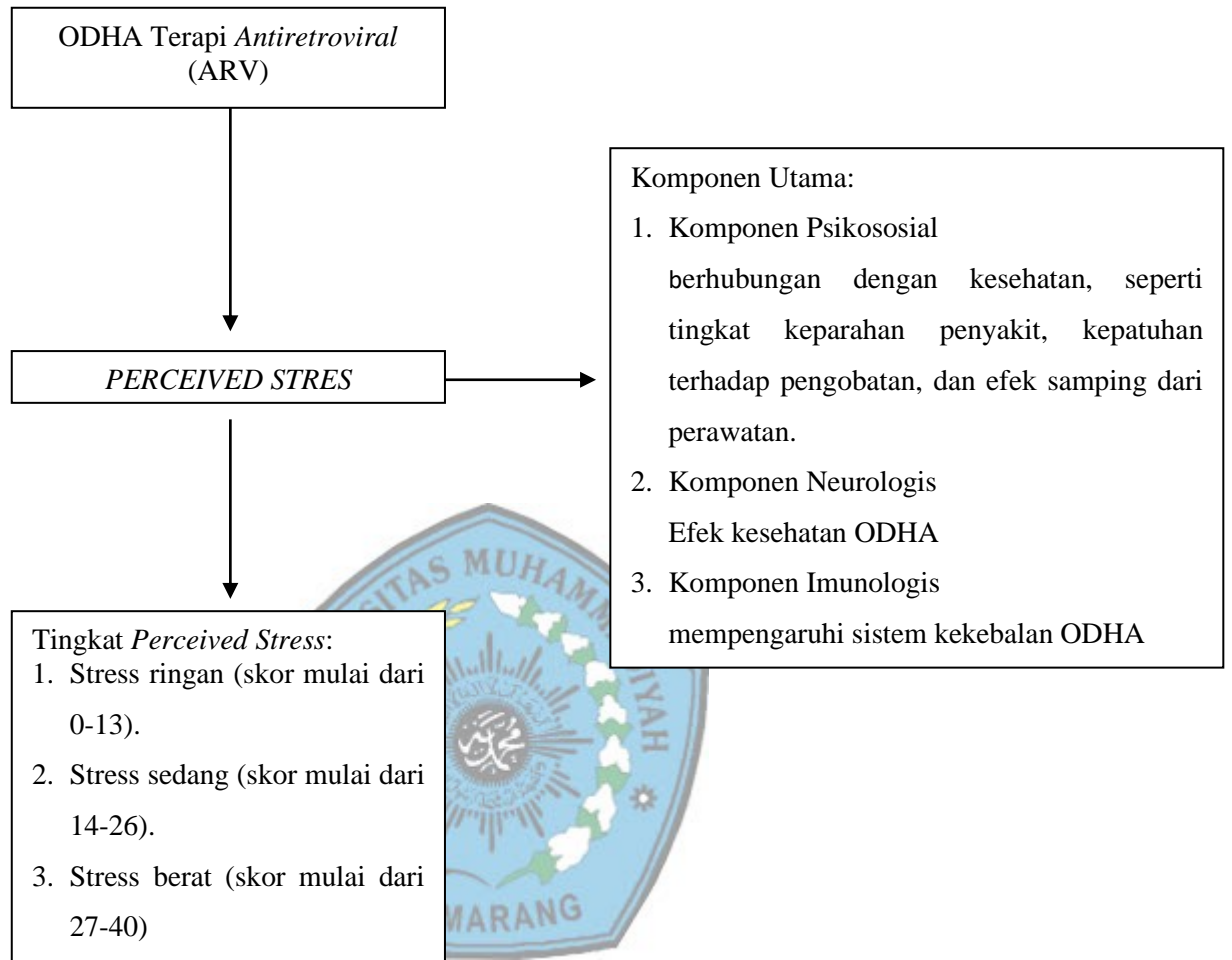 ODHA Terapi Antiretroviral
(ARV)
Komponen Utama:
1. Komponen Psikososial
berhubungan dengan kesehatan, seperti
tingkat keparahan penyakit, kepatuhan
terhadap pengobatan, dan efek samping dari
perawatan.
2. Komponen Neurologis
Efek kesehatan ODHA
3. Komponen Imunologis
mempengaruhi sistem kekebalan ODHA
PERCEIVED STRES
Tingkat Perceived Stress:
1. Stress ringan (skor mulai dari
0-13).
2. Stress sedang (skor mulai dari
14-26).
3. Stress berat (skor mulai dari
27-40)